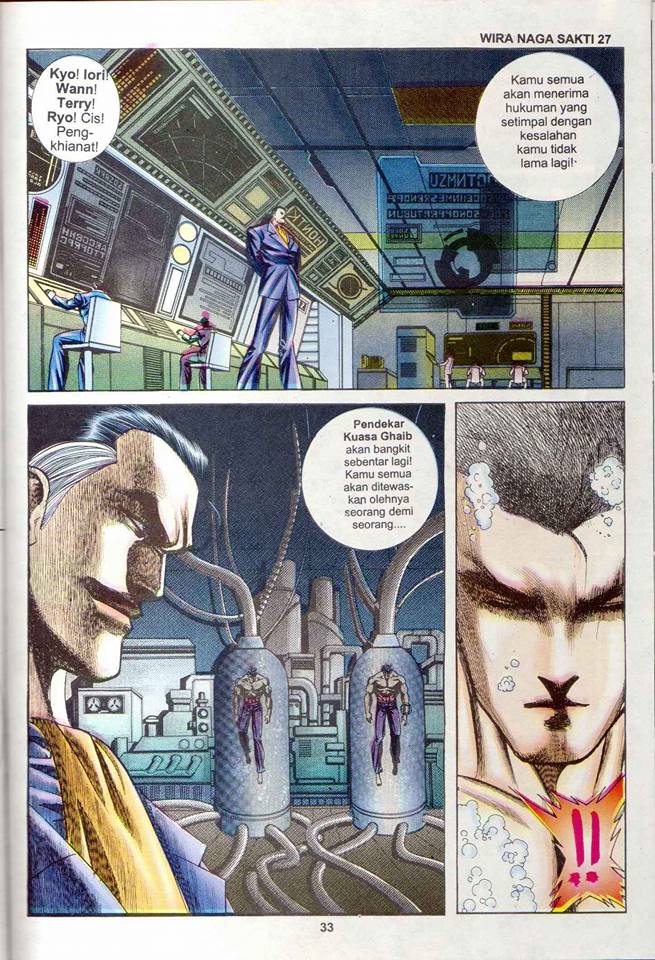 WIRA NAGA SAKTI 27
Kyo! Iori!
Wann!
Terry!
Ryo! Cis!
Peng-
khianat!
Kamu semua
akan menerima
hukuman yang
setimpal dengan
kesalahan
kamu tidak
lama lagi!
Pendekar
Kuasa Ghaib
akan bangkit
sebentar lagi!
Kamu semua
akan ditewas-
kan olehnya
seorang demi
seorang....
!!
33